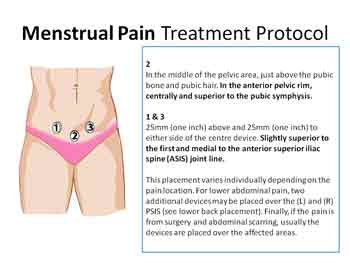 Menstrual Pain Treatment Protocol
① ② ③
2
In the middle of the pelvic area, just above the pubic
bone and pubic hair. In the anterior pelvic rim,
centrally and superior to the pubic symphysis.
1 & 3
25mm (one inch) above and 25mm (one inch) to
either side of the centre device. Slightly superior to
the first and medial to the anterior superior iliac
spine (ASIS) joint line.
This placement varies individually depending on the
pain location. For lower abdominal pain, two
additional devices may be placed over the (L) and (R)
PSIS (see lower back placement). Finally, if the pain is
from surgery and abdominal scarring, usually the
devices are placed over the affected areas.